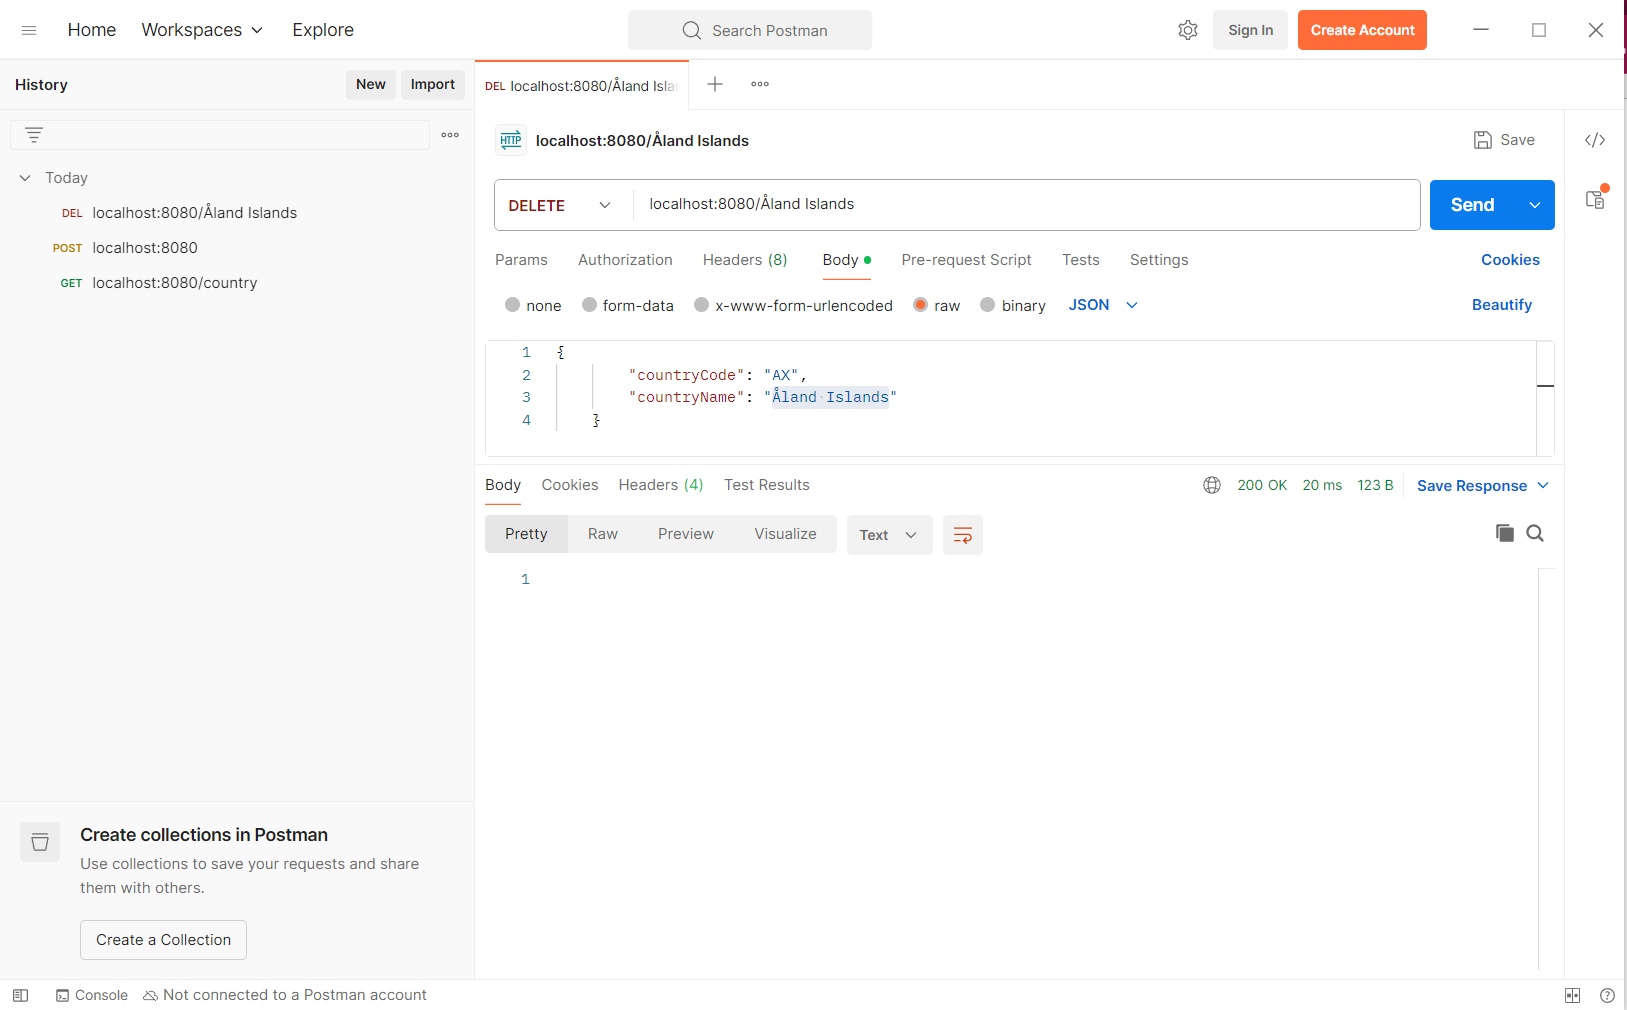 Home Workspaces Explore Search Postman Sign In Create Account
History New Import
DEL localhost:8080/Åland Isla
Today
DEL localhost:8080/Åland Islands
POST localhost:8080
GET localhost:8080/country
HTTP localhost:8080/Åland Islands Save
DELETE localhost:8080/Åland Islands Send
Params Authorization Headers (8) Body Pre-request Script Tests Settings Cookies
none form-data x-www-form-urlencoded raw binary JSON Beautify
1 {
2 "countryCode": "AX",
3 "countryName": "Åland Islands"
4 }
Body Cookies Headers (4) Test Results 200 OK 20 ms 123 B Save Response
Pretty Raw Preview Visualize Text
1
Create collections in Postman
Use collections to save your requests and share
them with others.
Create a Collection
Console Not connected to a Postman account